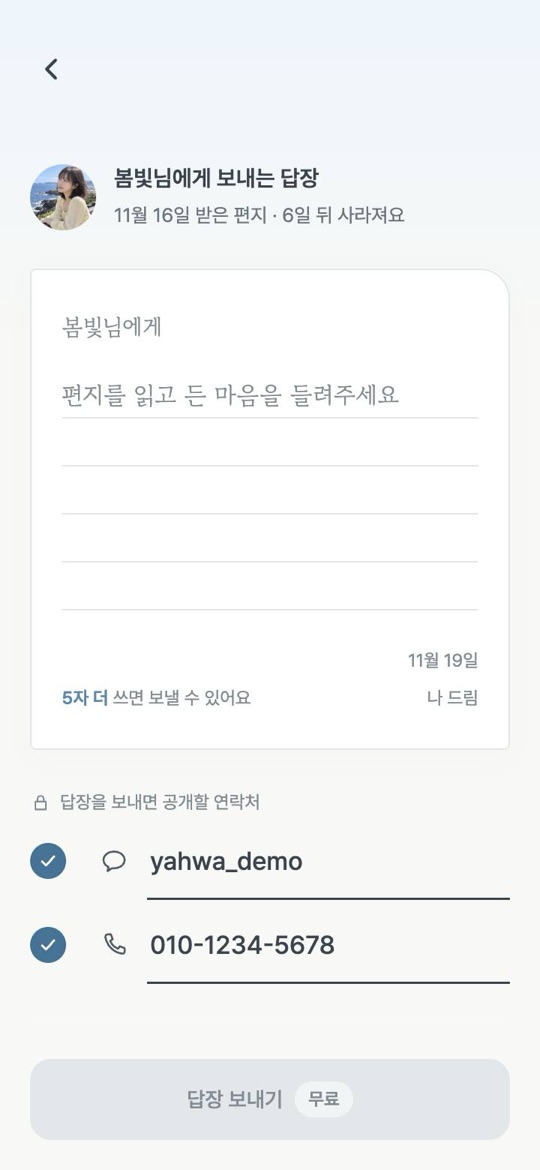 봄빛님에게 보내는 답장
11월 16일 받은 편지 · 6일 뒤 사라져요
봄빛님에게
편지를 읽고 든 마음을 들려주세요
11월 19일
5자 더 쓰면 보낼 수 있어요
나 드림
답장을 보내면 공개할 연락처
yahwa_demo
010-1234-5678
답장 보내기 무료